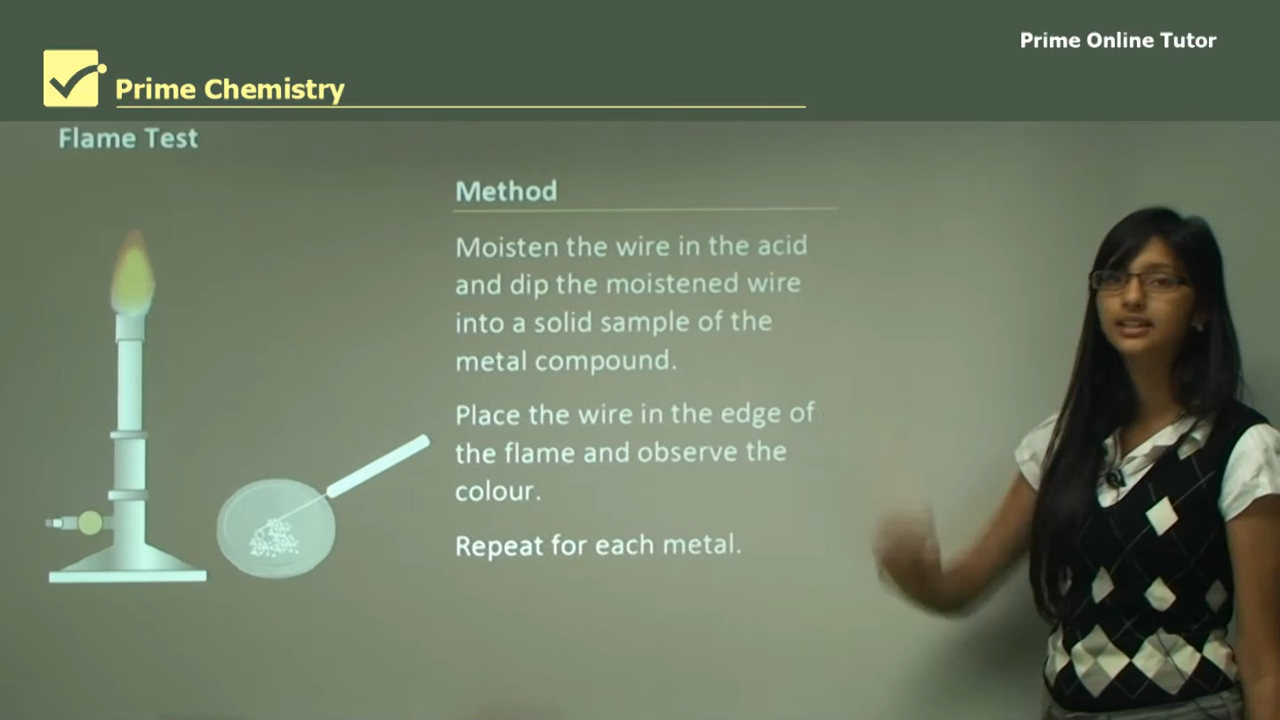 Prime Online Tutor
Prime Chemistry
Flame Test
Method
Moisten the wire in the acid
and dip the moistened wire
into a solid sample of the
metal compound.
Place the wire in the edge of
the flame and observe the
colour.
Repeat for each metal.